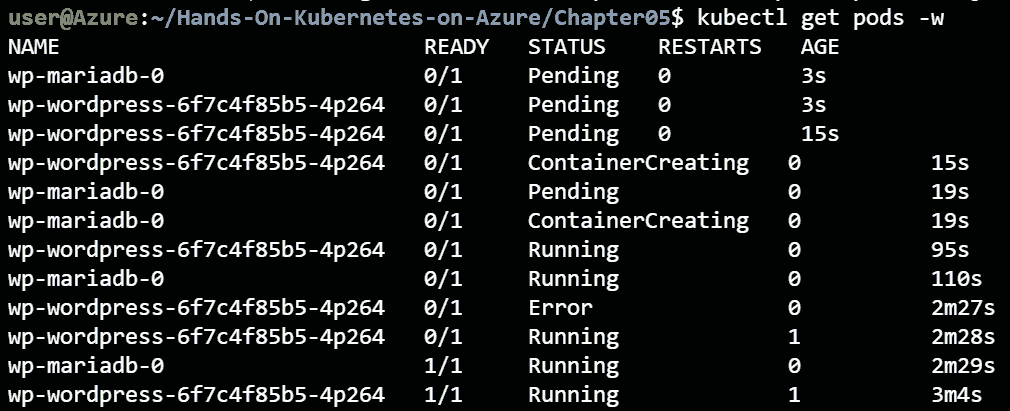 user@Azure:~/Hands-On-Kubernetes-on-Azure/Chapter05$ kubectl get pods -w
NAME READY STATUS RESTARTS AGE
wp-mariadb-0 0/1 Pending 0 3s
wp-wordpress-6f7c4f85b5-4p264 0/1 Pending 0 3s
wp-wordpress-6f7c4f85b5-4p264 0/1 Pending 0 15s
wp-wordpress-6f7c4f85b5-4p264 0/1 ContainerCreating 0 15s
wp-mariadb-0 0/1 Pending 0 19s
wp-mariadb-0 0/1 ContainerCreating 0 19s
wp-wordpress-6f7c4f85b5-4p264 0/1 Running 0 95s
wp-mariadb-0 0/1 Running 0 110s
wp-wordpress-6f7c4f85b5-4p264 0/1 Error 0 2m27s
wp-wordpress-6f7c4f85b5-4p264 0/1 Running 1 2m28s
wp-mariadb-0 1/1 Running 0 2m29s
wp-wordpress-6f7c4f85b5-4p264 1/1 Running 1 3m4s